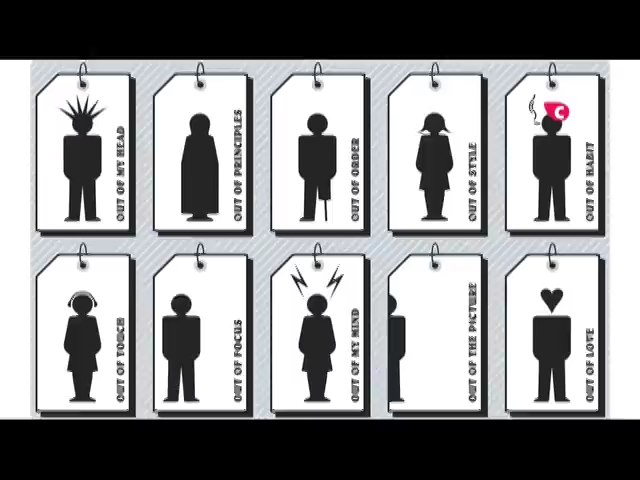 OUT OF MY HEAD
OUT OF PRINCIPLES
OUT OF ORDER
OUT OF STYLE
OUT OF HABIT
C
OUT OF TOUCH
OUT OF FOCUS
OUT OF MY MIND
OUT OF THE PICTURE
OUT OF LOVE